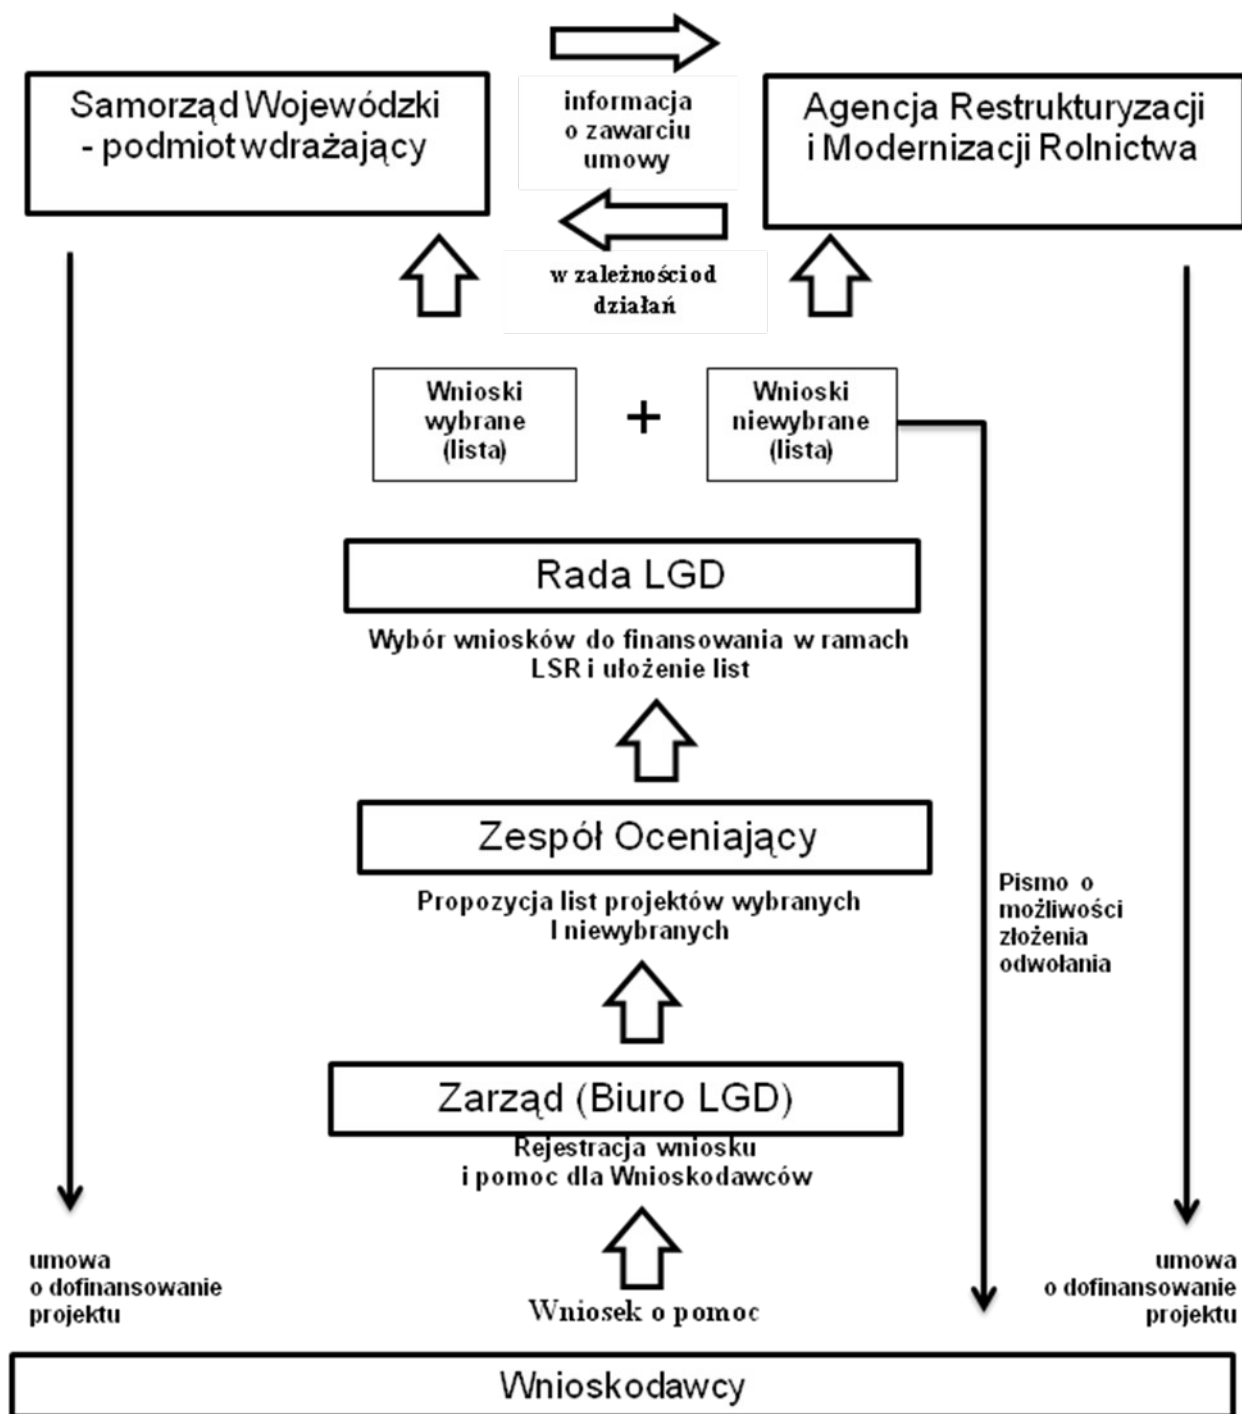 Samorząd Wojewódzki
- podmiot wdrażający
informacja
o zawarciu
umowy
Agencja Restrukturyzacji
i Modernizacji Rolnictwa
w zależności od
działań
Wnioski
wybrane
(lista)
+
Wnioski
niewybrane
(lista)
Rada LGD
Wybór wniosków do finansowania w ramach
LSR i ułożenie list
Zespół Oceniający
Propozycja list projektów wybranych
I niewybranych
Pismo o
możliwości
złożenia
odwołania
Zarząd (Biuro LGD)
Rejestracja wniosku
i pomoc dla Wnioskodawców
umowa
o dofinansowanie
projektu
Wniosek o pomoc
umowa
o dofinansowanie
projektu
Wnioskodawcy